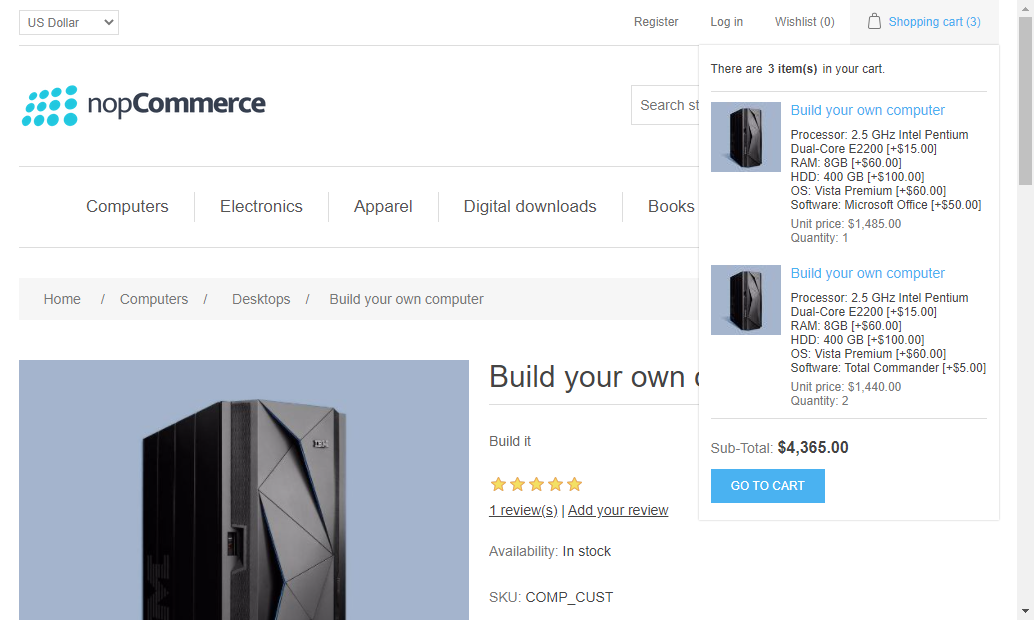 US Dollar
Register
Log in
Wishlist (0)
Shopping cart (3)
There are 3 item(s) in your cart.
nopCommerce
Search st
Build your own computer
Processor: 2.5 GHz Intel Pentium
Dual-Core E2200 [+$15.00]
RAM: 8GB [+$60.00]
HDD: 400 GB [+$100.00]
OS: Vista Premium [+$60.00]
Software: Microsoft Office [+$50.00]
Unit price: $1,485.00
Quantity: 1
Computers
Electronics
Apparel
Digital downloads
Books
Build your own computer
Processor: 2.5 GHz Intel Pentium
Dual-Core E2200 [+$15.00]
RAM: 8GB [+$60.00]
HDD: 400 GB [+$100.00]
OS: Vista Premium [+$60.00]
Software: Total Commander [+$5.00]
Unit price: $1,440.00
Quantity: 2
Sub-Total: $4,365.00
GO TO CART
Home / Computers / Desktops / Build your own computer
IBM
Build your own c
Build it
1 review(s) | Add your review
Availability: In stock
SKU: COMP_CUST